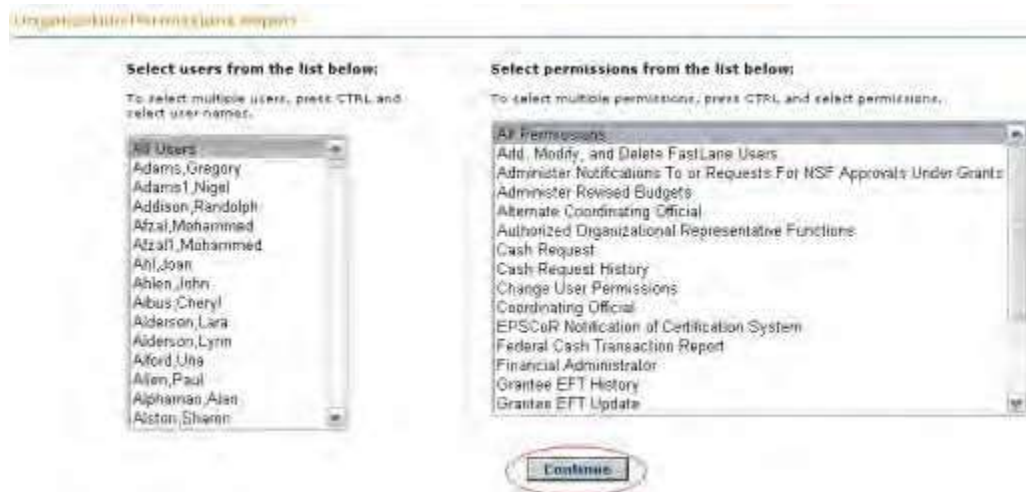 Organization Permissions Report
Select users from the list below:
To select multiple users, press CTRL and
select user names.
All Users
Adams,Gregory
Adams1,Nigel
Addison,Randolph
Afzal,Mohammed
Afzal1,Mohammed
Ahl,Joan
Ahlen,John
Aibus,Cheryl
Alderson,Lara
Alderson,Lynn
Alford,Una
Allen,Paul
Alphaman,Alan
Alston,Sharon
Select permissions from the list below:
To select multiple permissions, press CTRL and select permissions.
All Permissions
Add, Modify, and Delete FastLane Users
Administer Notifications To or Requests For NSF Approvals Under Grants
Administer Revised Budgets
Alternate Coordinating Official
Authorized Organizational Representative Functions
Cash Request
Cash Request History
Change User Permissions
Coordinating Official
EPSCoR Notification of Certification System
Federal Cash Transaction Report
Financial Administrator
Grantee EFT History
Grantee EFT Update
Continue